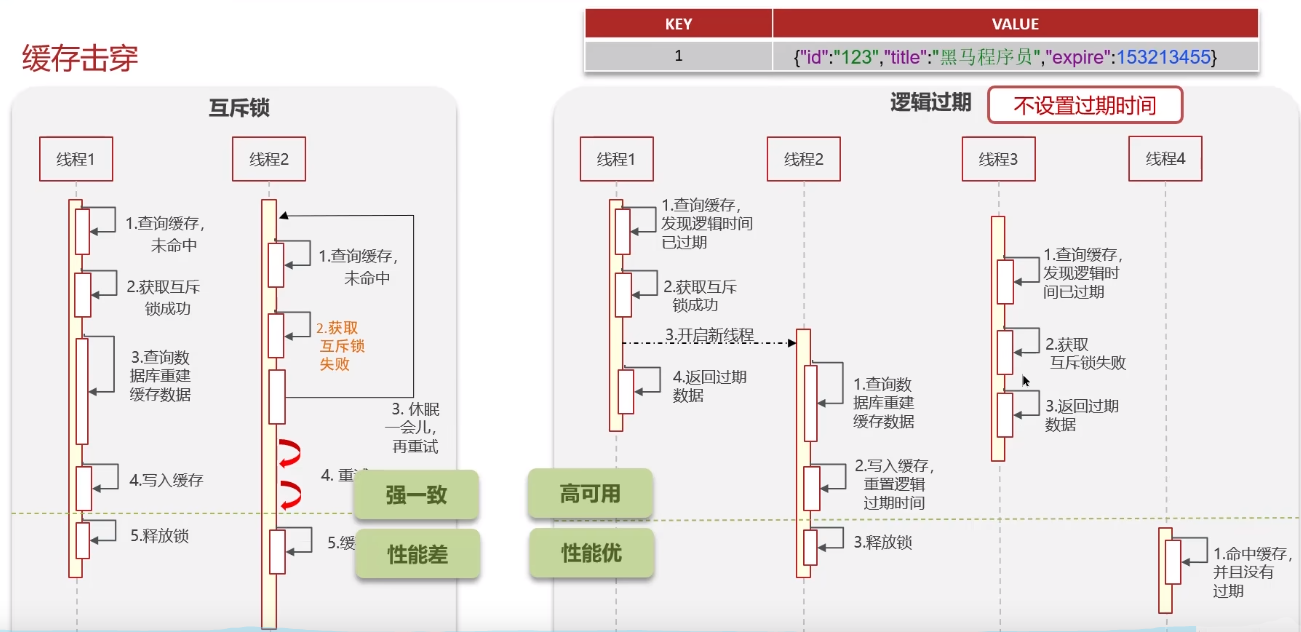 缓存击穿
KEY
VALUE
1
{"id":"123","title":"黑马程序员","expire":153213455}
互斥锁
线程1
线程2
1.查询缓存，
未命中
2.获取互斥
锁成功
3.查询数
据库重建
缓存数据
4.写入缓存
5.释放锁
1.查询缓存，
未命中
2.获取
互斥锁
失败
3. 休眠
一会儿，
再重试
4. 重
5.缓
强一致
性能差
逻辑过期
不设置过期时间
线程1
线程2
线程3
线程4
1.查询缓存，
发现逻辑时间
已过期
2.获取互斥
锁成功
3.开启新线程
4.返回过期
数据
1.查询数
据库重建
缓存数据
2.写入缓存，
重置逻辑
过期时间
3.释放锁
1.查询缓存，
发现逻辑时
间已过期
2.获取
互斥锁失败
3.返回过期
数据
1.命中缓存，
并且没有
过期
高可用
性能优